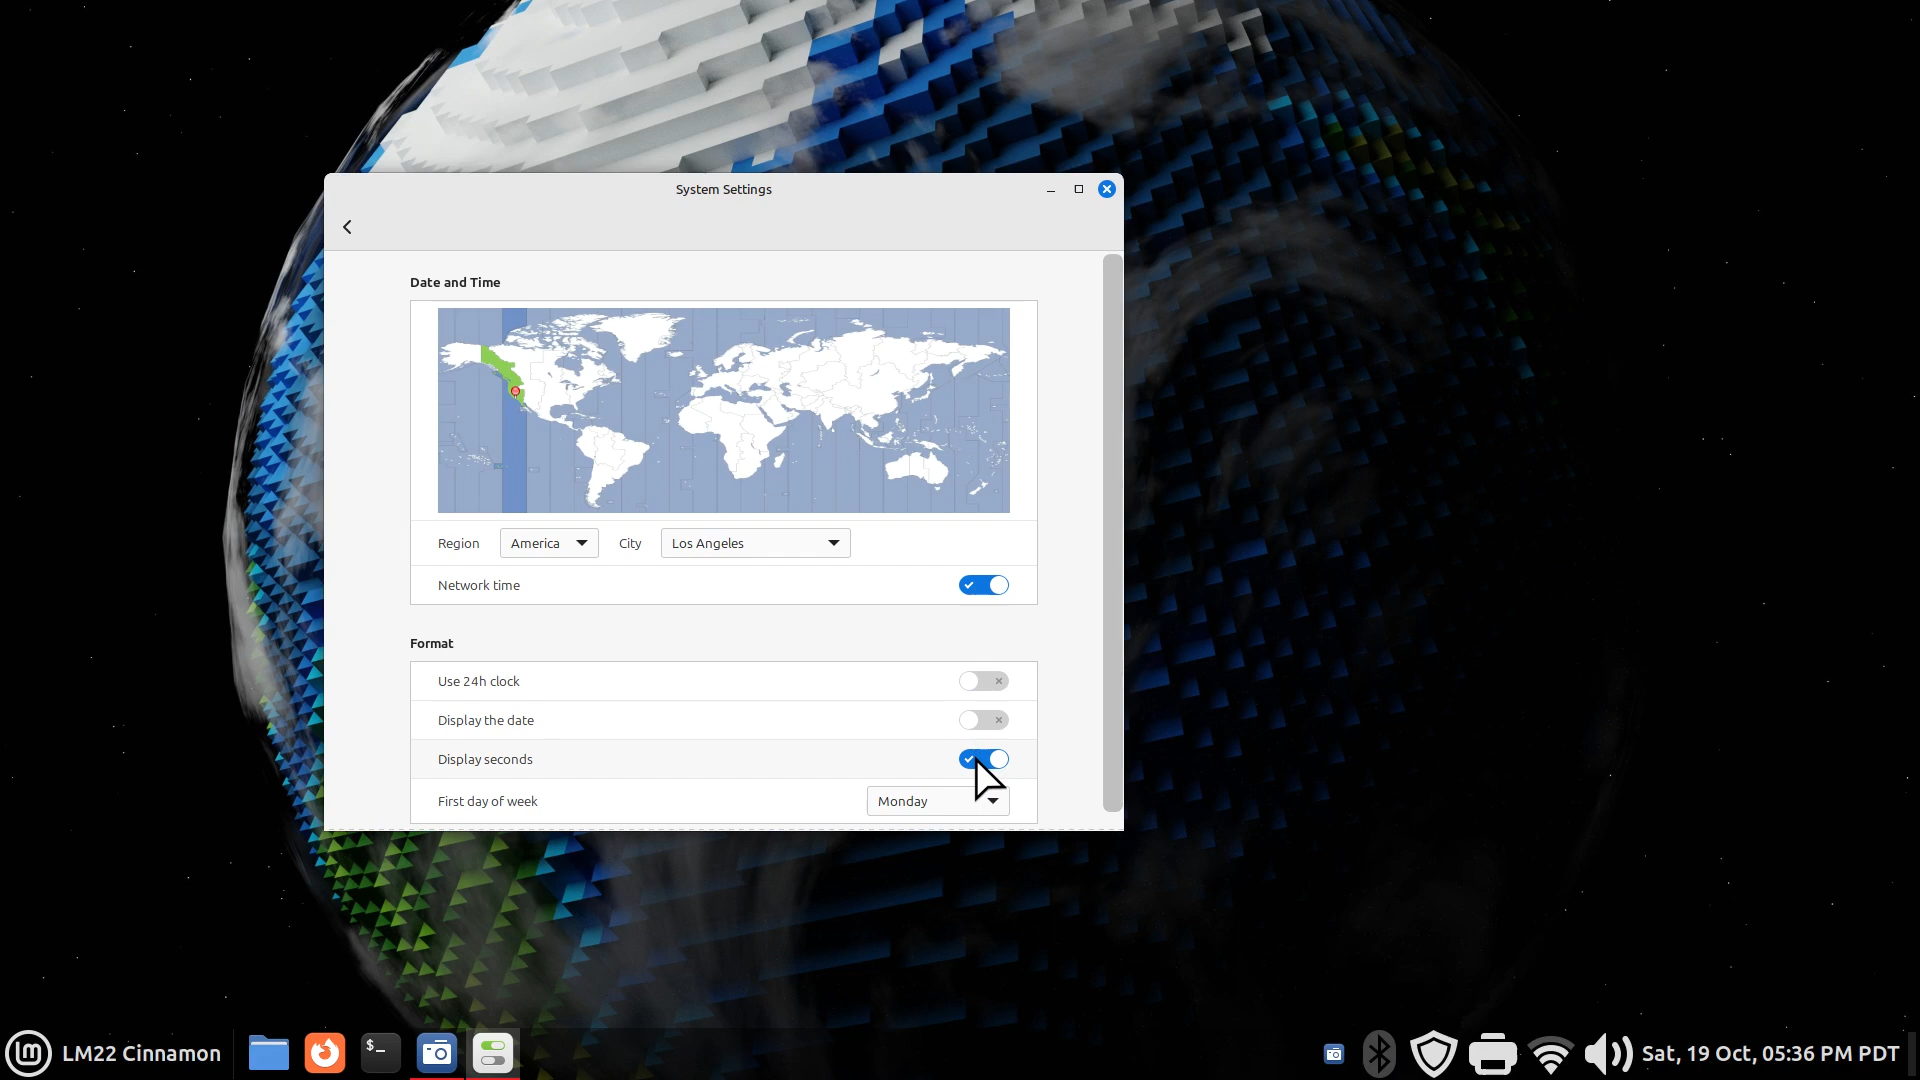 System Settings
Date and Time
Region America City Los Angeles
Network time
Format
Use 24h clock
Display the date
Display seconds
First day of week Monday
LM22 Cinnamon $_ Sat, 19 Oct, 05:36 PM PDT